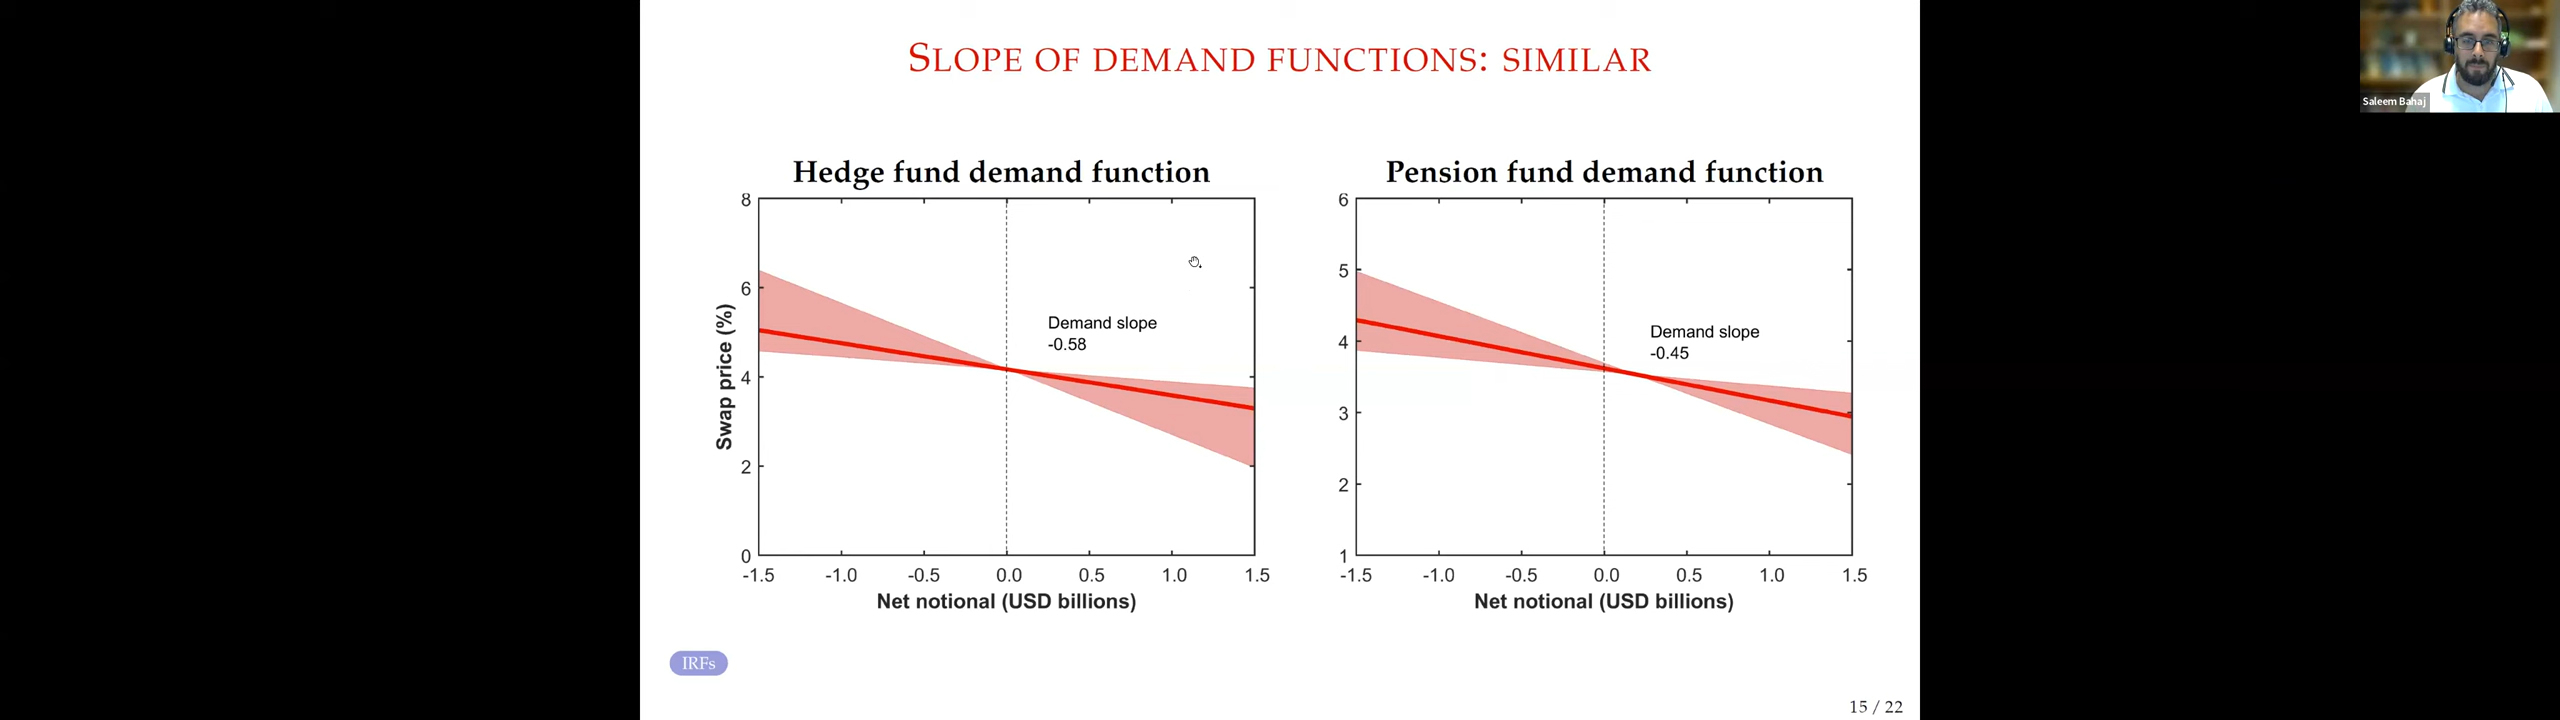 SLOPE OF DEMAND FUNCTIONS: SIMILAR
Saleem Bahaj
Hedge fund demand function
8
6
4
2
0
Swap price (%)
Demand slope
-0.58
-1.5 -1.0 -0.5 0.0 0.5 1.0 1.5
Net notional (USD billions)
Pension fund demand function
6
5
4
3
2
1
Demand slope
-0.45
-1.5 -1.0 -0.5 0.0 0.5 1.0 1.5
Net notional (USD billions)
IRFs
15 / 22